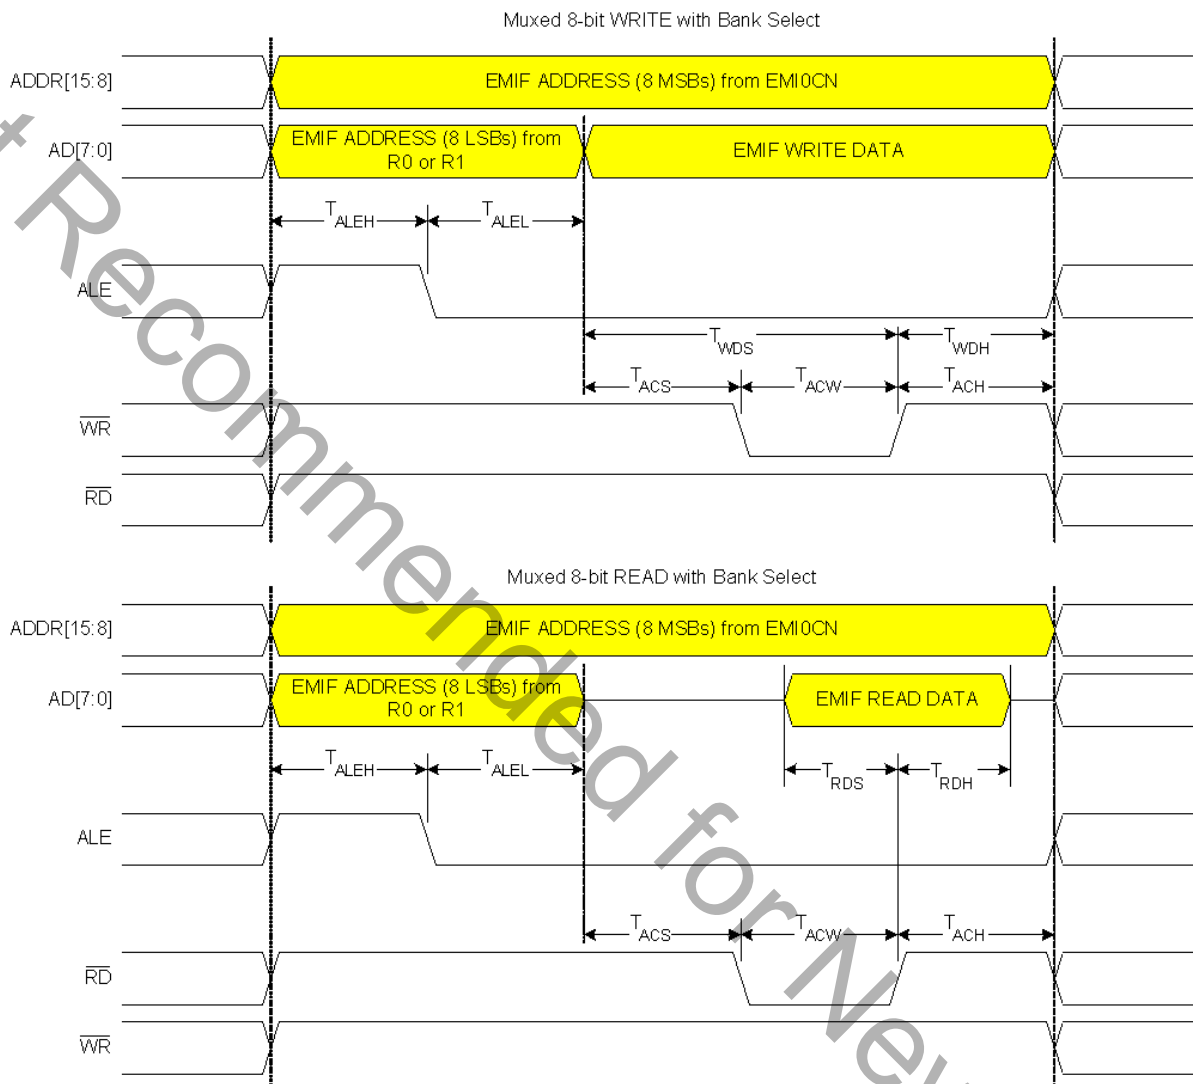 Muxed 8-bit WRITE with Bank Select
ADDR[15:8]
EMIF ADDRESS (8 MSBs) from EMI0CN
AD[7:0]
EMIF ADDRESS (8 LSBs) from
R0 or R1
EMIF WRITE DATA
TALEH
TALEL
ALE
TWDS
TWDH
TACS
TACW
TACH
WR
RD
Muxed 8-bit READ with Bank Select
ADDR[15:8]
EMIF ADDRESS (8 MSBs) from EMI0CN
AD[7:0]
EMIF ADDRESS (8 LSBs) from
R0 or R1
EMIF READ DATA
TALEH
TALEL
TRDS
TRDH
ALE
TACS
TACW
TACH
RD
WR
Recommended for New